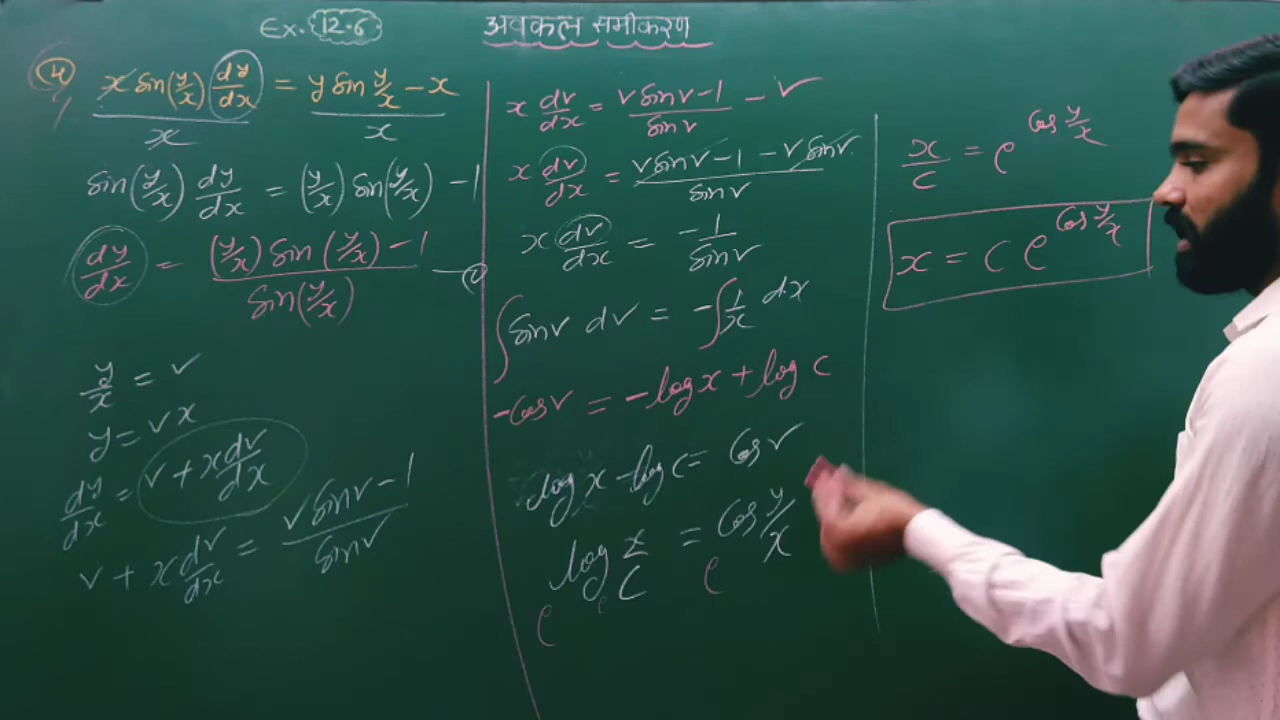 Ex. 12.6
अवकल समीकरण
(4) x sin(y/x) dy/dx / x = y sin y/x - x / x
sin(y/x) dy/dx = (y/x) sin(y/x) - 1
dy/dx = (y/x) sin (y/x) - 1 / sin(y/x)
y/x = v
y = vx
dy/dx = v + x dv/dx
v + x dv/dx = v sin v - 1 / sin v
x dv/dx = v sin v - 1 / sin v - v
x dv/dx = v sin v - 1 - v sin v / sin v
x dv/dx = -1 / sin v
∫ sin v dv = -∫ 1/x dx
-cos v = -log x + log c
log x - log c = cos v
log x/c = cos y/x
e e e
x/c = e^cos y/x
x = c e^cos y/x